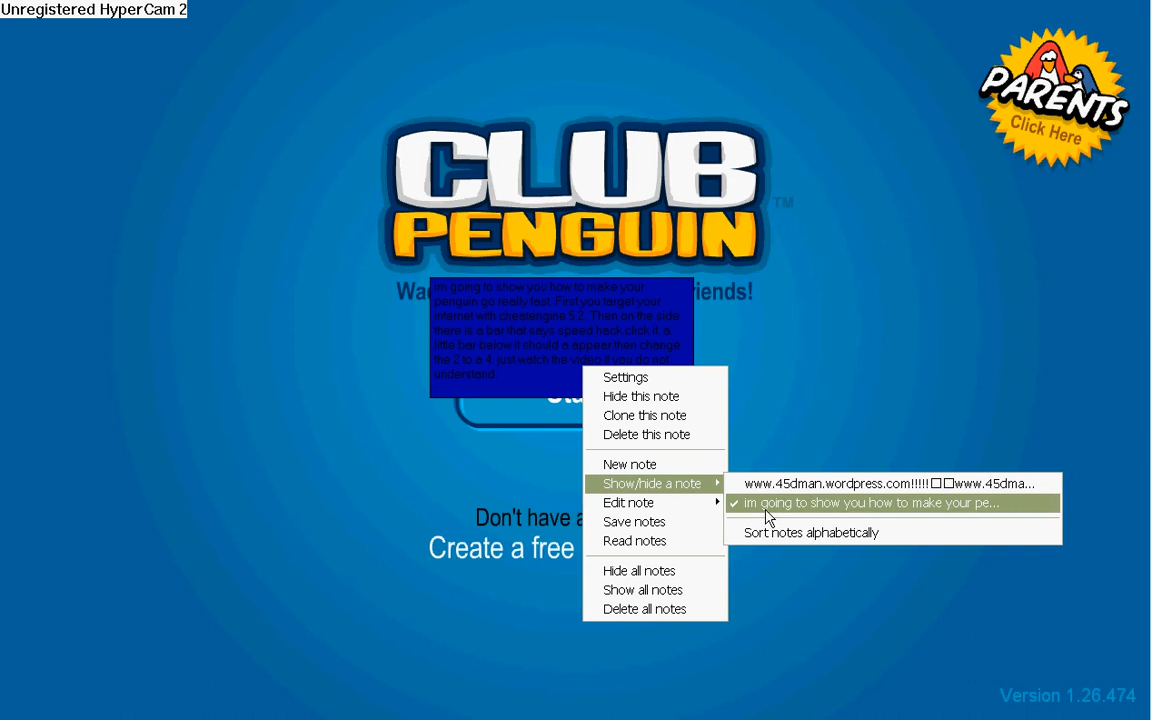 Unregistered HyperCam 2
PARENTS
Click Here
CLUB
PENGUIN
TM
im going to show you how to make your
penguin go really fast. First you target your
internet with cheatengine 5.2. Then on the side
there is a bar that says speed hack,click it. a
little bar below it should a appear,then change
the 2 to a 4. just watch the video if you do not
understand
Settings
Hide this note
Clone this note
Delete this note
New note
Show/hide a note
Edit note
Save notes
Read notes
Hide all notes
Show all notes
Delete all notes
www.45dman.wordpress.com!!!!!□□www.45dma...
im going to show you how to make your pe...
Sort notes alphabetically
Don't have a
Create a free
Version 1.26.474